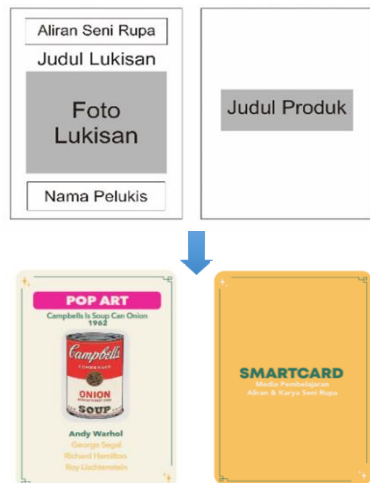 Aliran Seni Rupa
Judul Lukisan
Foto
Lukisan
Nama Pelukis
Judul Produk
POP ART
Campbells Is Soup Can Onion
1962
Campbell's
CONDENSED
ONION
SOUP
Andy Warhol
George Segal
Richard Hamilton
Roy Liechtenstein
SMARTCARD
Media Pembelajaran
Aliran & Karya Seni Rupa